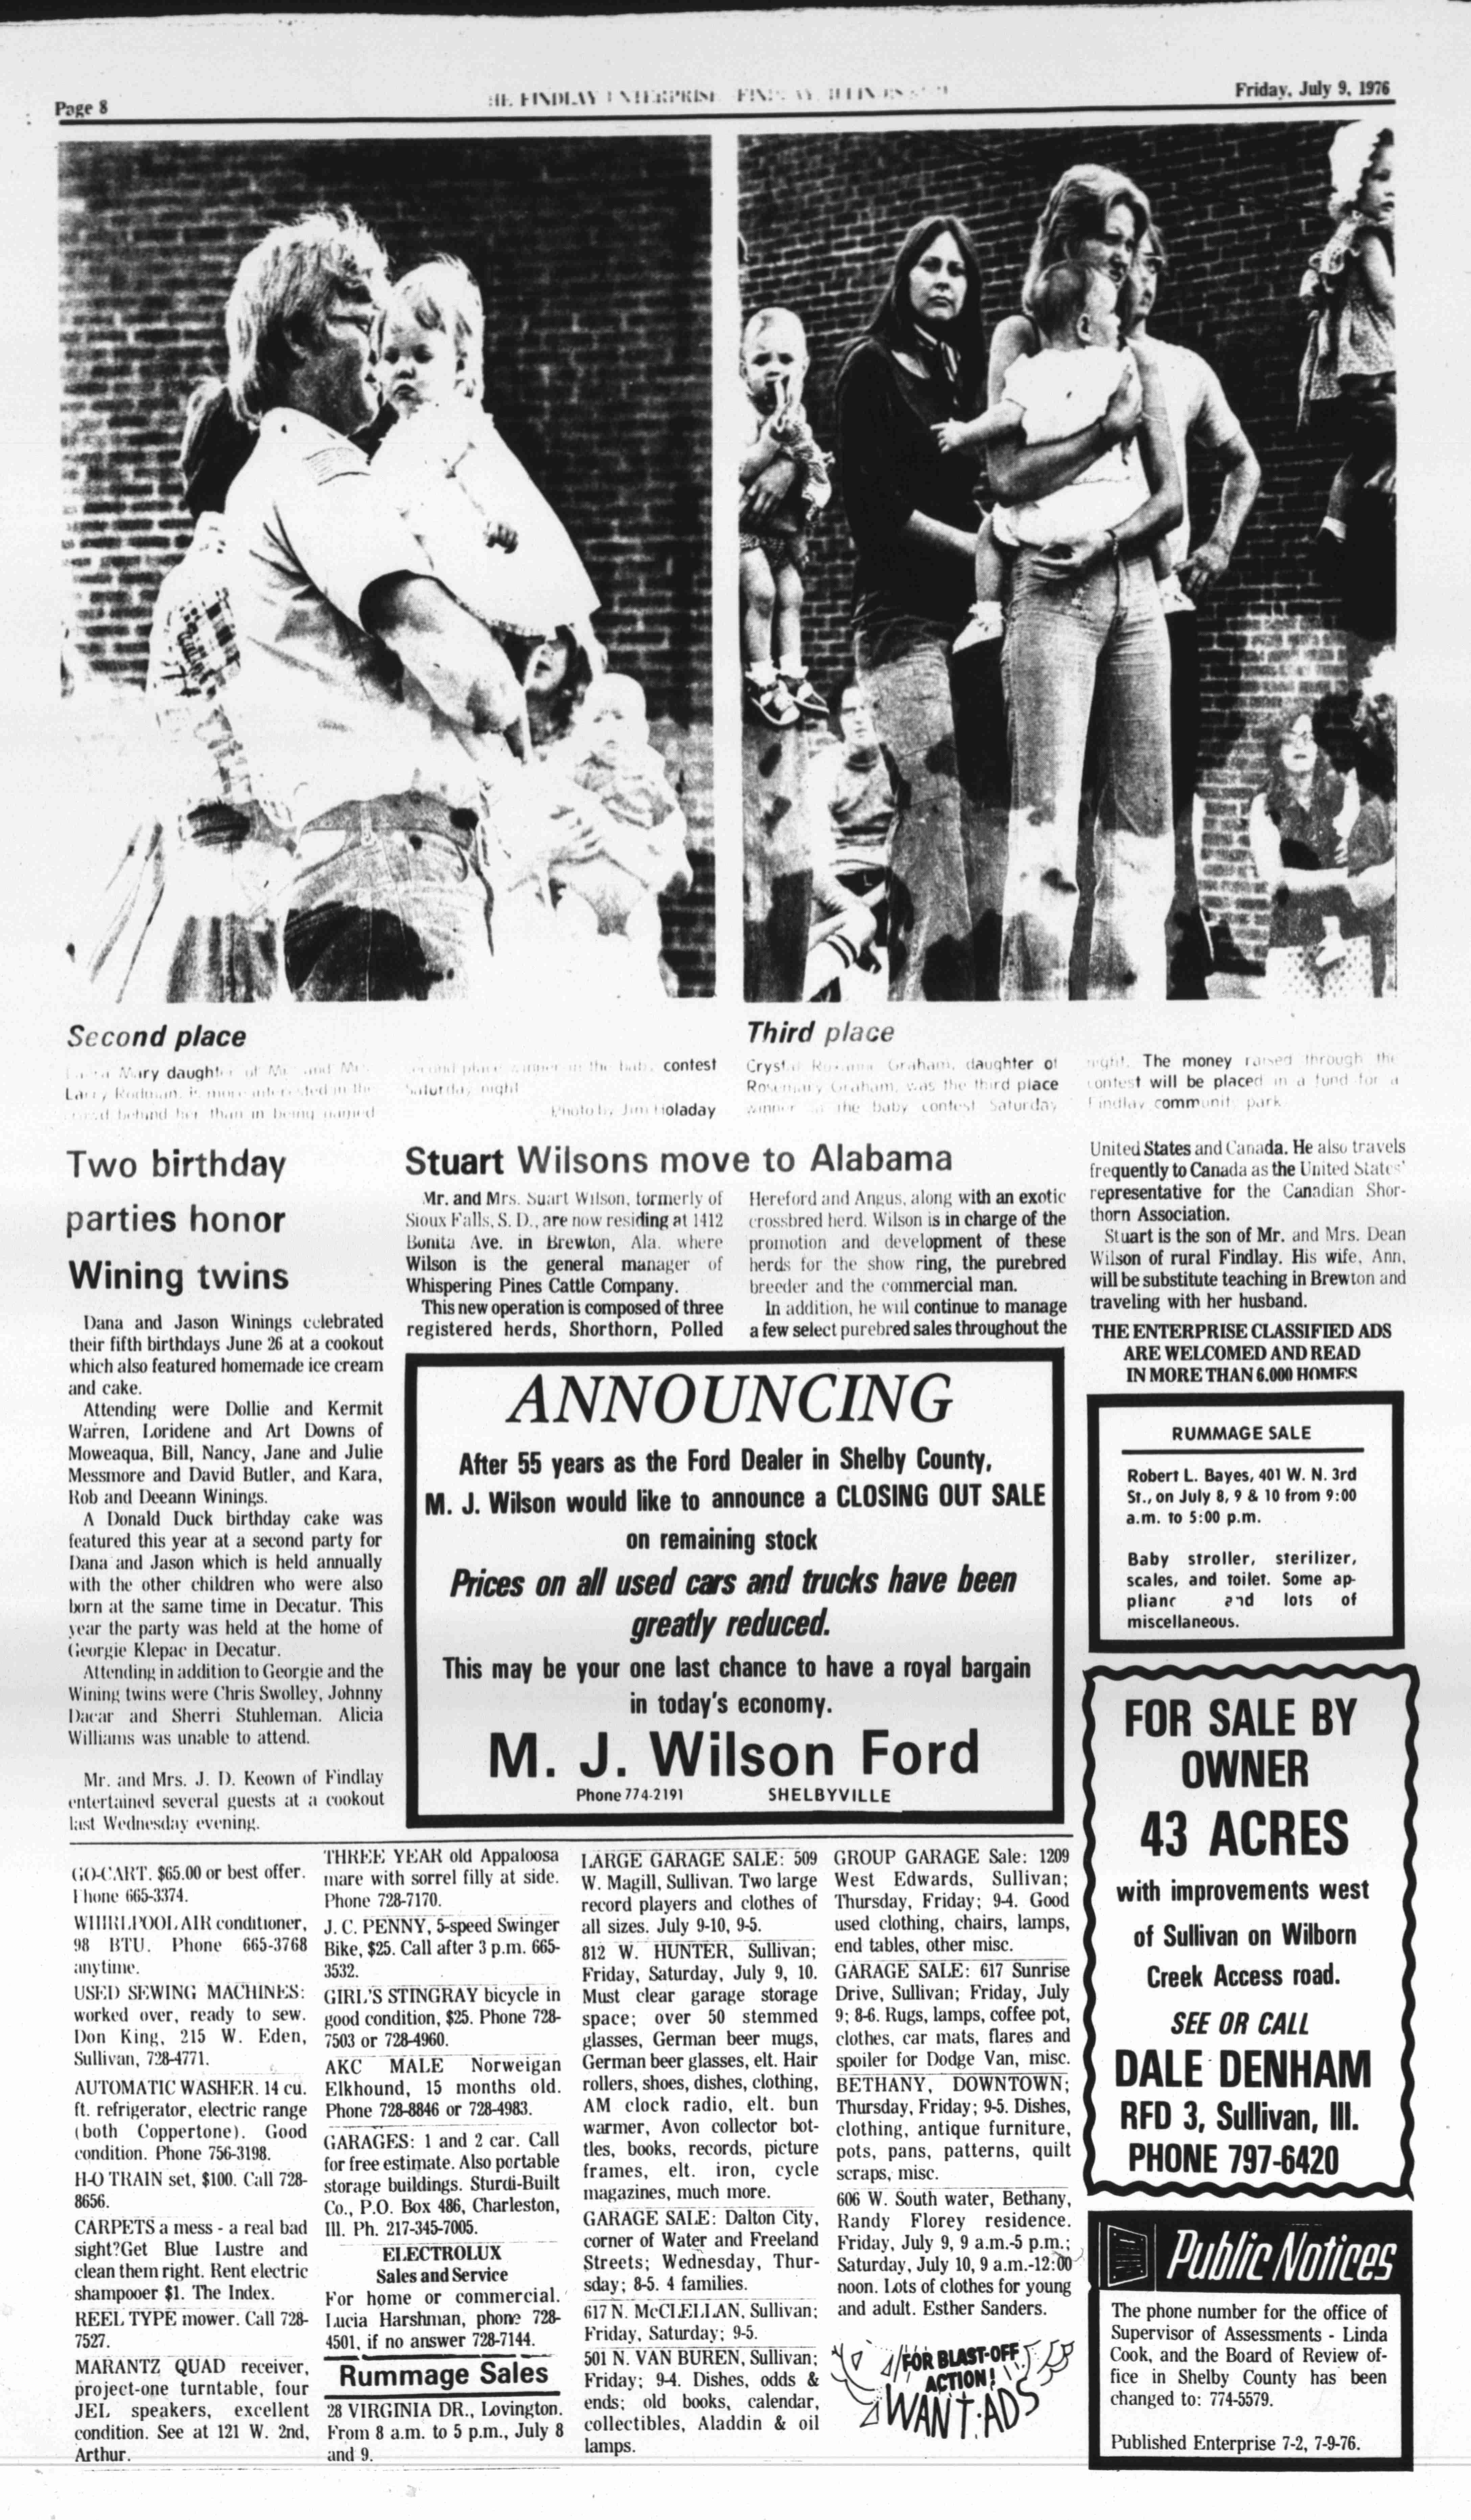 Page 8
Friday, July 9, 1976
Second place
Mary daughter of Mr. and Mrs.
Larry Rodman, is more interested in the
crowd behind her than in being named
second place winner in the baby contest
Saturday night
Photo by Jim Holaday
Third place
Crystal Graham, daughter of
Rosemary Graham, was the third place
winner at the baby contest Saturday
night. The money raised through the
contest will be placed in a fund for a
Findlay community park.
Two birthday
parties honor
Wining twins
Dana and Jason Winings celebrated
their fifth birthdays June 26 at a cookout
which also featured homemade ice cream
and cake.
Attending were Dollie and Kermit
Warren, Loridene and Art Downs of
Moweaqua, Bill, Nancy, Jane and Julie
Messmore and David Butler, and Kara,
Rob and Deeann Winings.
A Donald Duck birthday cake was
featured this year at a second party for
Dana and Jason which is held annually
with the other children who were also
born at the same time in Decatur. This
year the party was held at the home of
Georgie Klepac in Decatur.
Attending in addition to Georgie and the
Wining twins were Chris Swolley, Johnny
Dacar and Sherri Stuhleman. Alicia
Williams was unable to attend.
Mr. and Mrs. J. D. Keown of Findlay
entertained several guests at a cookout
last Wednesday evening.
Stuart Wilsons move to Alabama
Mr. and Mrs. Suart Wilson, formerly of
Sioux Falls, S. D., are now residing at 1412
Bonita Ave. in Brewton, Ala. where
Wilson is the general manager of
Whispering Pines Cattle Company.
This new operation is composed of three
registered herds, Shorthorn, Polled
Hereford and Angus, along with an exotic
crossbred herd. Wilson is in charge of the
promotion and development of these
herds for the show ring, the purebred
breeder and the commercial man.
In addition, he will continue to manage
a few select purebred sales throughout the
United States and Canada. He also travels
frequently to Canada as the United States'
representative for the Canadian Shor-
thorn Association.
Stuart is the son of Mr. and Mrs. Dean
Wilson of rural Findlay. His wife, Ann,
will be substitute teaching in Brewton and
traveling with her husband.
THE ENTERPRISE CLASSIFIED ADS
ARE WELCOMED AND READ
IN MORE THAN 6,000 HOMES
ANNOUNCING
After 55 years as the Ford Dealer in Shelby County,
M. J. Wilson would like to announce a CLOSING OUT SALE
on remaining stock
Prices on all used cars and trucks have been
greatly reduced.
This may be your one last chance to have a royal bargain
in today's economy.
M. J. Wilson Ford
Phone 774-2191 SHELBYVILLE
RUMMAGE SALE
Robert L. Bayes, 401 W. N. 3rd
St., on July 8, 9 & 10 from 9:00
a.m. to 5:00 p.m.
Baby stroller, sterilizer,
scales, and toilet. Some ap-
plianc and lots of
miscellaneous.
FOR SALE BY
OWNER
43 ACRES
with improvements west
of Sullivan on Wilborn
Creek Access road.
SEE OR CALL
DALE DENHAM
RFD 3, Sullivan, Ill.
PHONE 797-6420
Public Notices
The phone number for the office of
Supervisor of Assessments - Linda
Cook, and the Board of Review of-
fice in Shelby County has been
changed to: 774-5579.
Published Enterprise 7-2, 7-9-76.
GO-CART. $65.00 or best offer.
Phone 665-3374.
WHIRLPOOL AIR conditioner,
98 BTU. Phone 665-3768
anytime.
USED SEWING MACHINES:
worked over, ready to sew.
Don King, 215 W. Eden,
Sullivan, 728-4771.
AUTOMATIC WASHER. 14 cu.
ft. refrigerator, electric range
(both Coppertone). Good
condition. Phone 756-3198.
H-O TRAIN set, $100. Call 728-
8656.
CARPETS a mess - a real bad
sight?Get Blue Lustre and
clean them right. Rent electric
shampooer $1. The Index.
REEL TYPE mower. Call 728-
7527.
MARANTZ QUAD receiver,
project-one turntable, four
JEL speakers, excellent
condition. See at 121 W. 2nd,
Arthur.
THREE YEAR old Appaloosa
mare with sorrel filly at side.
Phone 728-7170.
J. C. PENNY, 5-speed Swinger
Bike, $25. Call after 3 p.m. 665-
3532.
GIRL'S STINGRAY bicycle in
good condition, $25. Phone 728-
7503 or 728-4960.
AKC MALE Norweigan
Elkhound, 15 months old.
Phone 728-8846 or 728-4983.
GARAGES: 1 and 2 car. Call
for free estimate. Also portable
storage buildings. Sturdi-Built
Co., P.O. Box 486, Charleston,
Ill. Ph. 217-345-7005.
ELECTROLUX
Sales and Service
For home or commercial.
Lucia Harshman, phone 728-
4501, if no answer 728-7144.
Rummage Sales
28 VIRGINIA DR., Lovington.
From 8 a.m. to 5 p.m., July 8
and 9.
LARGE GARAGE SALE: 509
W. Magill, Sullivan. Two large
record players and clothes of
all sizes. July 9-10, 9-5.
812 W. HUNTER, Sullivan;
Friday, Saturday, July 9, 10.
Must clear garage storage
space; over 50 stemmed
glasses, German beer mugs,
German beer glasses, elt. Hair
rollers, shoes, dishes, clothing,
AM clock radio, elt. bun
warmer, Avon collector bot-
tles, books, records, picture
frames, elt. iron, cycle
magazines, much more.
GARAGE SALE: Dalton City,
corner of Water and Freeland
Streets; Wednesday, Thur-
sday; 8-5. 4 families.
617 N. McCLELLAN, Sullivan;
Friday, Saturday; 9-5.
501 N. VAN BUREN, Sullivan;
Friday; 9-4. Dishes, odds &
ends; old books, calendar,
collectibles, Aladdin & oil
lamps.
GROUP GARAGE Sale: 1209
West Edwards, Sullivan;
Thursday, Friday; 9-4. Good
used clothing, chairs, lamps,
end tables, other misc.
GARAGE SALE: 617 Sunrise
Drive, Sullivan; Friday, July
9; 8-6. Rugs, lamps, coffee pot,
clothes, car mats, flares and
spoiler for Dodge Van, misc.
BETHANY, DOWNTOWN;
Thursday, Friday; 9-5. Dishes,
clothing, antique furniture,
pots, pans, patterns, quilt
scraps, misc.
606 W. South water, Bethany,
Randy Florey residence.
Friday, July 9, 9 a.m.-5 p.m.;
Saturday, July 10, 9 a.m.-12:00
noon. Lots of clothes for young
and adult. Esther Sanders.
FOR BLAST-OFF
ACTION!
WANT-ADS